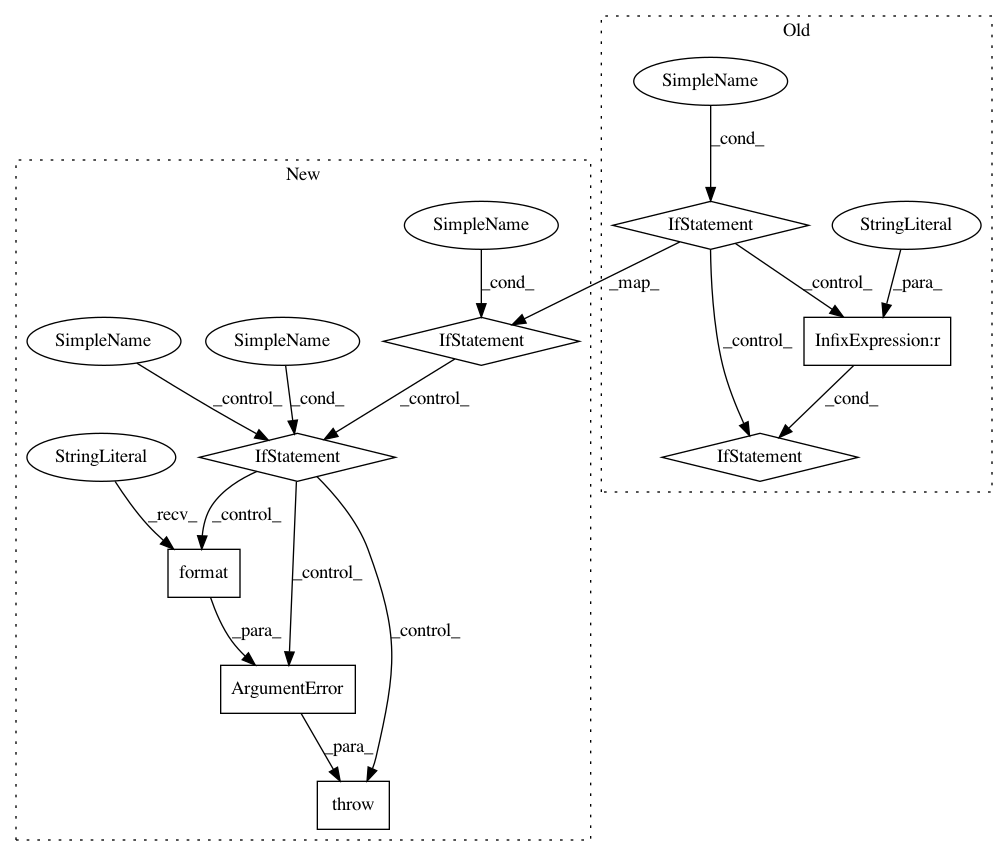 Old
SimpleName
_cond_
New
SimpleName
IfStatement
StringLiteral
_cond_
_map_
_control_
_para_
SimpleName
SimpleName
IfStatement
_control_
InfixExpression:r
_control_
_cond_
_control_
_cond_
StringLiteral
IfStatement
IfStatement
_recv_
_control_
format
_control_
_para_
_control_
ArgumentError
_para_
throw